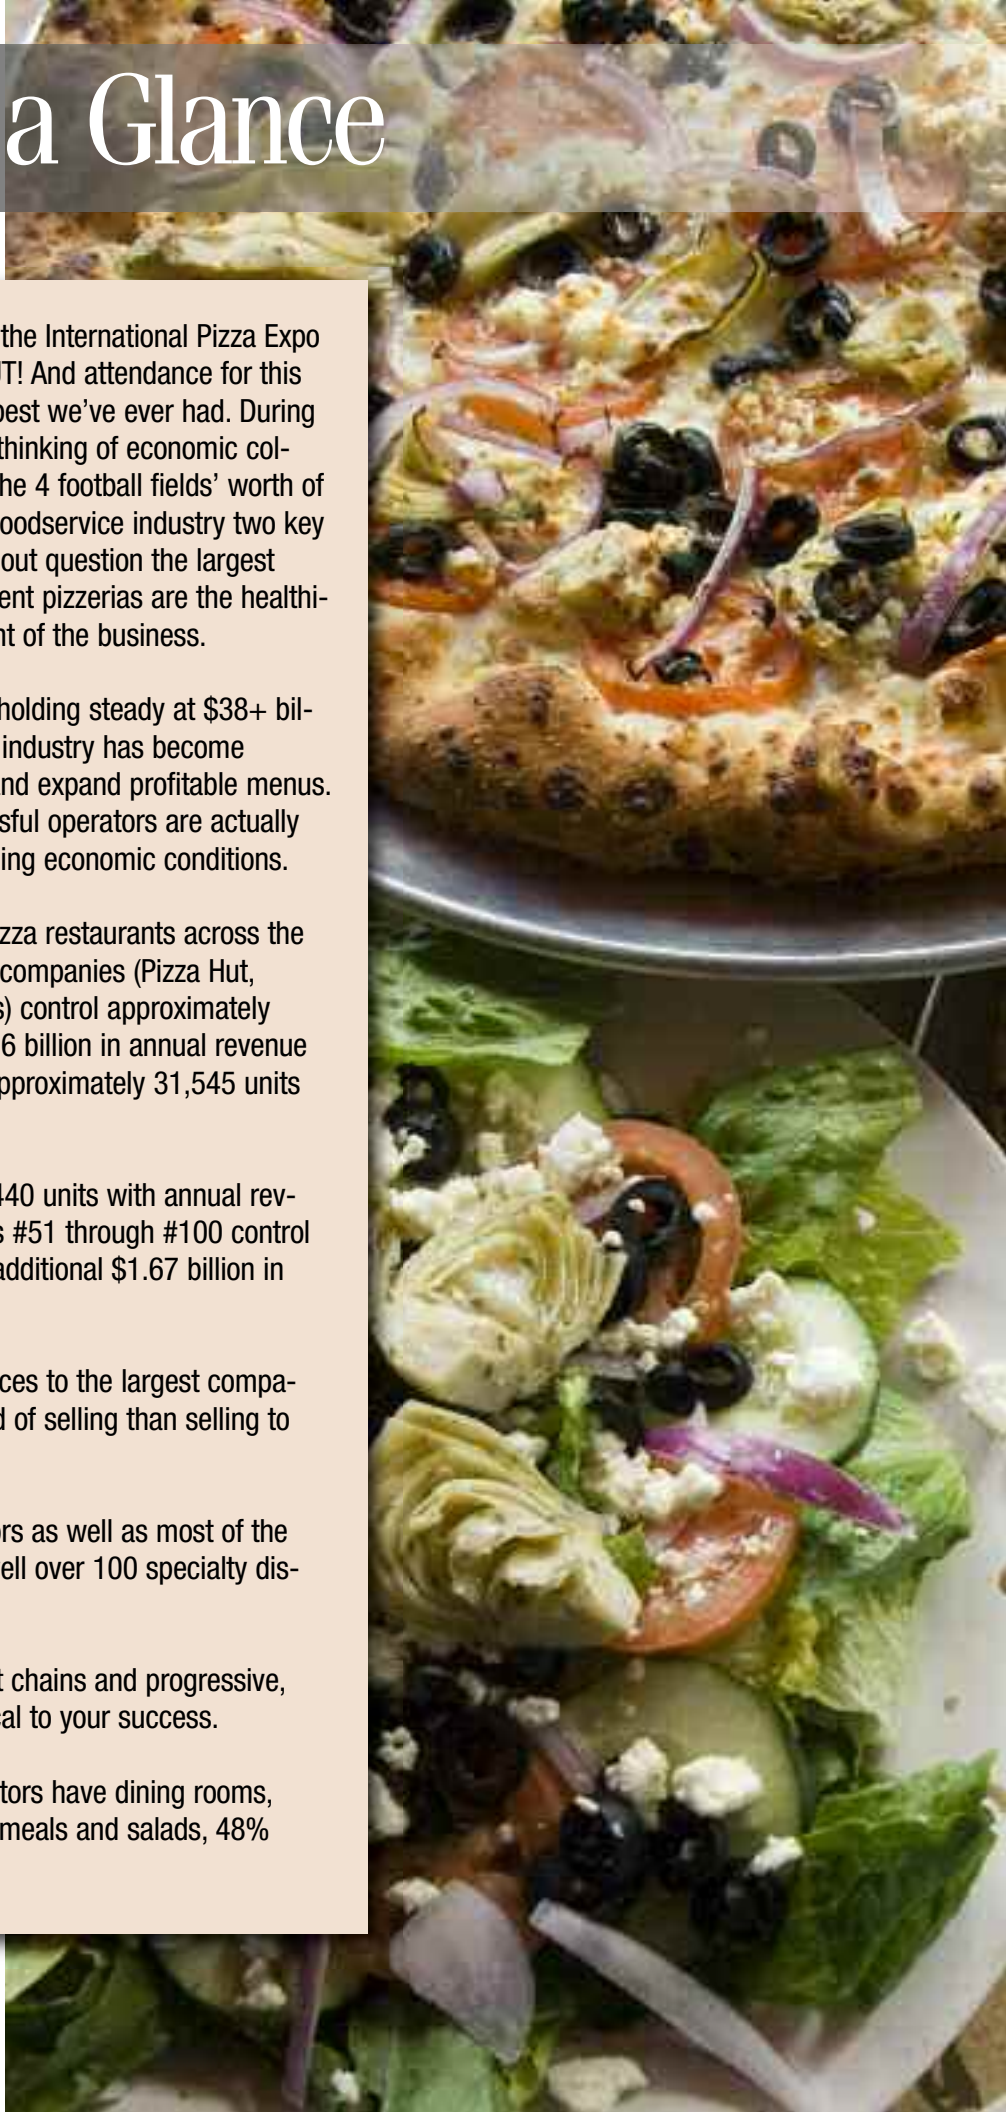 a Glance
the International Pizza Expo
UT! And attendance for this
best we’ve ever had. During
thinking of economic col-
he 4 football fields’ worth of
oodservice industry two key
out question the largest
ent pizzerias are the healthi-
nt of the business.
holding steady at $38+ bil-
industry has become
and expand profitable menus.
sful operators are actually
ing economic conditions.
zza restaurants across the
companies (Pizza Hut,
s) control approximately
6 billion in annual revenue
pproximately 31,545 units
440 units with annual rev-
s #51 through #100 control
additional $1.67 billion in
ces to the largest compa-
d of selling than selling to
ors as well as most of the
ell over 100 specialty dis-
t chains and progressive,
cal to your success.
tors have dining rooms,
meals and salads, 48%